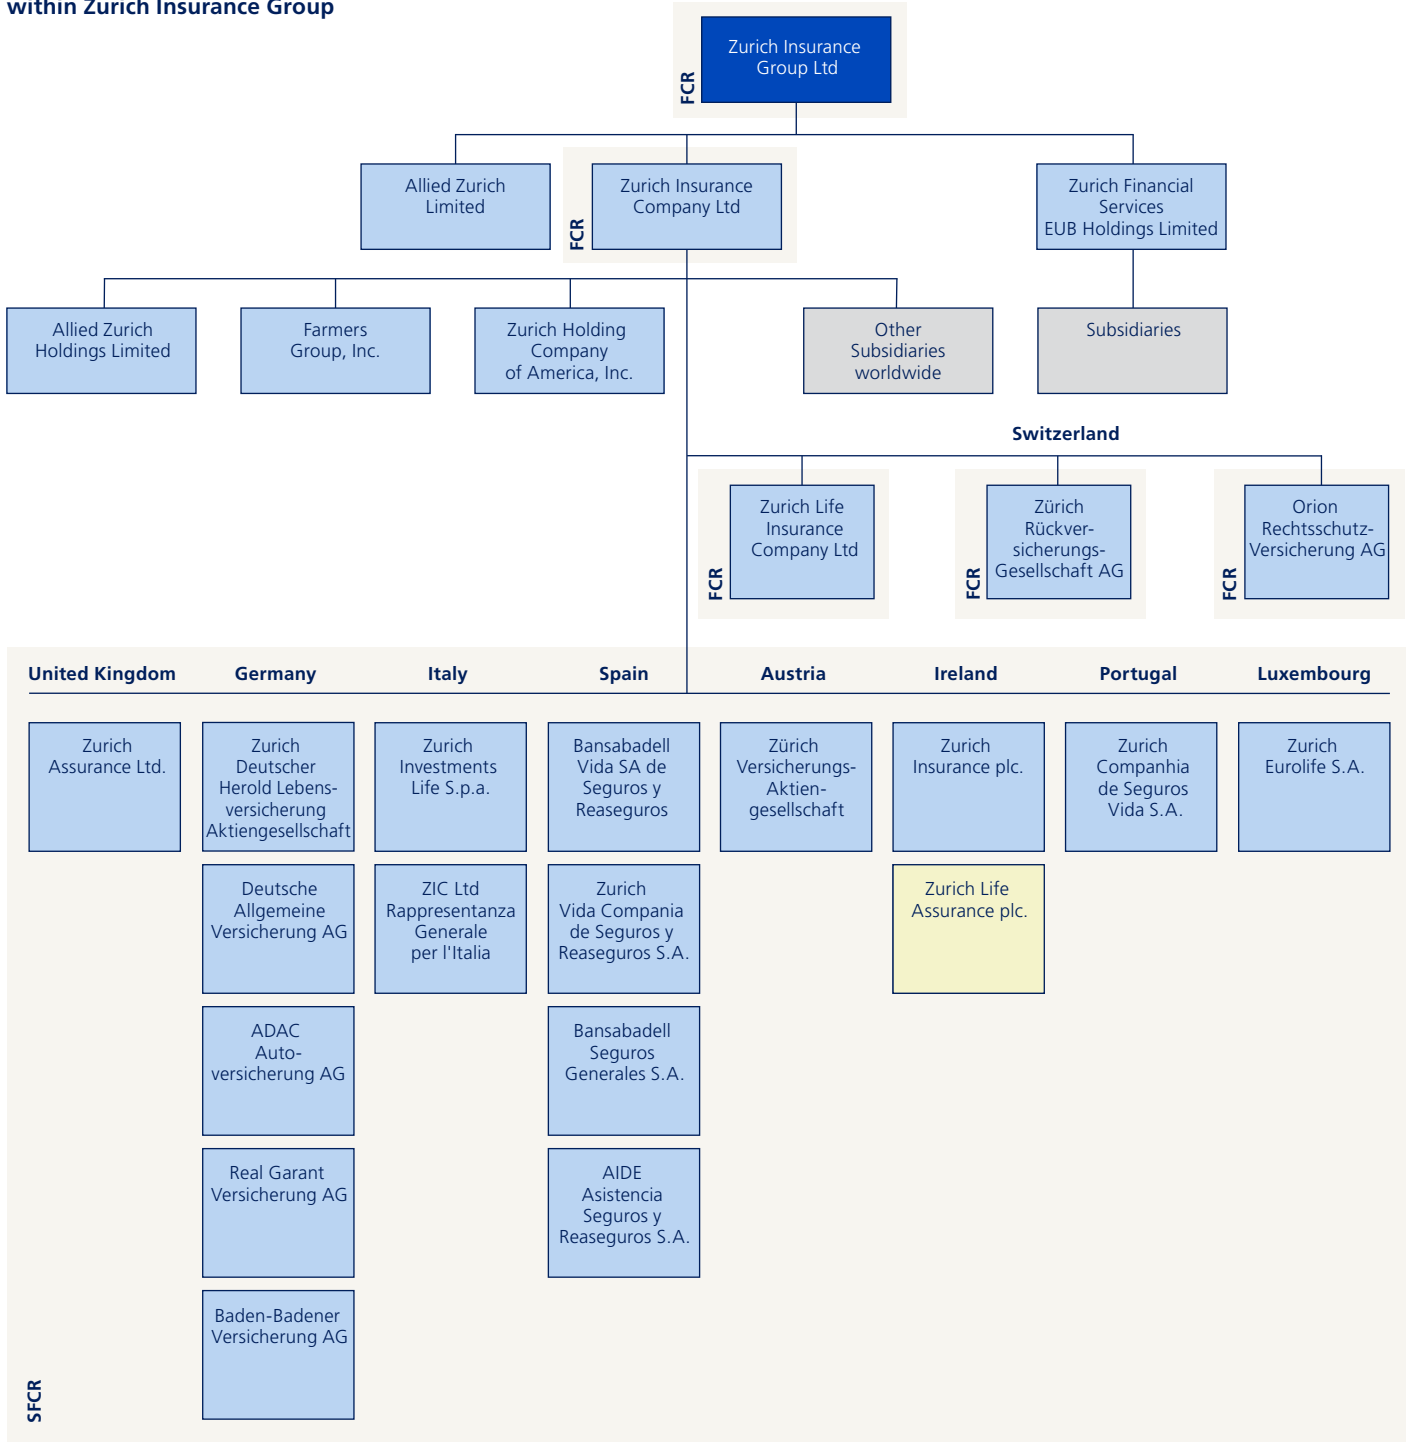 within Zurich Insurance Group
Zurich Insurance
Group Ltd
FCR
Allied Zurich
Limited
Zurich Insurance
Company Ltd
FCR
Zurich Financial
Services
EUB Holdings Limited
Allied Zurich
Holdings Limited
Farmers
Group, Inc.
Zurich Holding
Company
of America, Inc.
Other
Subsidiaries
worldwide
Subsidiaries
Switzerland
Zurich Life
Insurance
Company Ltd
FCR
Zürich
Rückver-
sicherungs-
Gesellschaft AG
FCR
Orion
Rechtsschutz-
Versicherung AG
FCR
United Kingdom
Germany
Italy
Spain
Austria
Ireland
Portugal
Luxembourg
Zurich
Assurance Ltd.
Zurich
Deutscher
Herold Lebens-
versicherung
Aktiengesellschaft
Zurich
Investments
Life S.p.a.
Bansabadell
Vida SA de
Seguros y
Reaseguros
Zürich
Versicherungs-
Aktien-
gesellschaft
Zurich
Insurance plc.
Zurich
Companhia
de Seguros
Vida S.A.
Zurich
Eurolife S.A.
Deutsche
Allgemeine
Versicherung AG
ZIC Ltd
Rappresentanza
Generale
per l'Italia
Zurich
Vida Compania
de Seguros y
Reaseguros S.A.
Zurich Life
Assurance plc.
ADAC
Auto-
versicherung AG
Bansabadell
Seguros
Generales S.A.
Real Garant
Versicherung AG
AIDE
Asistencia
Seguros y
Reaseguros S.A.
Baden-Badener
Versicherung AG
SFCR